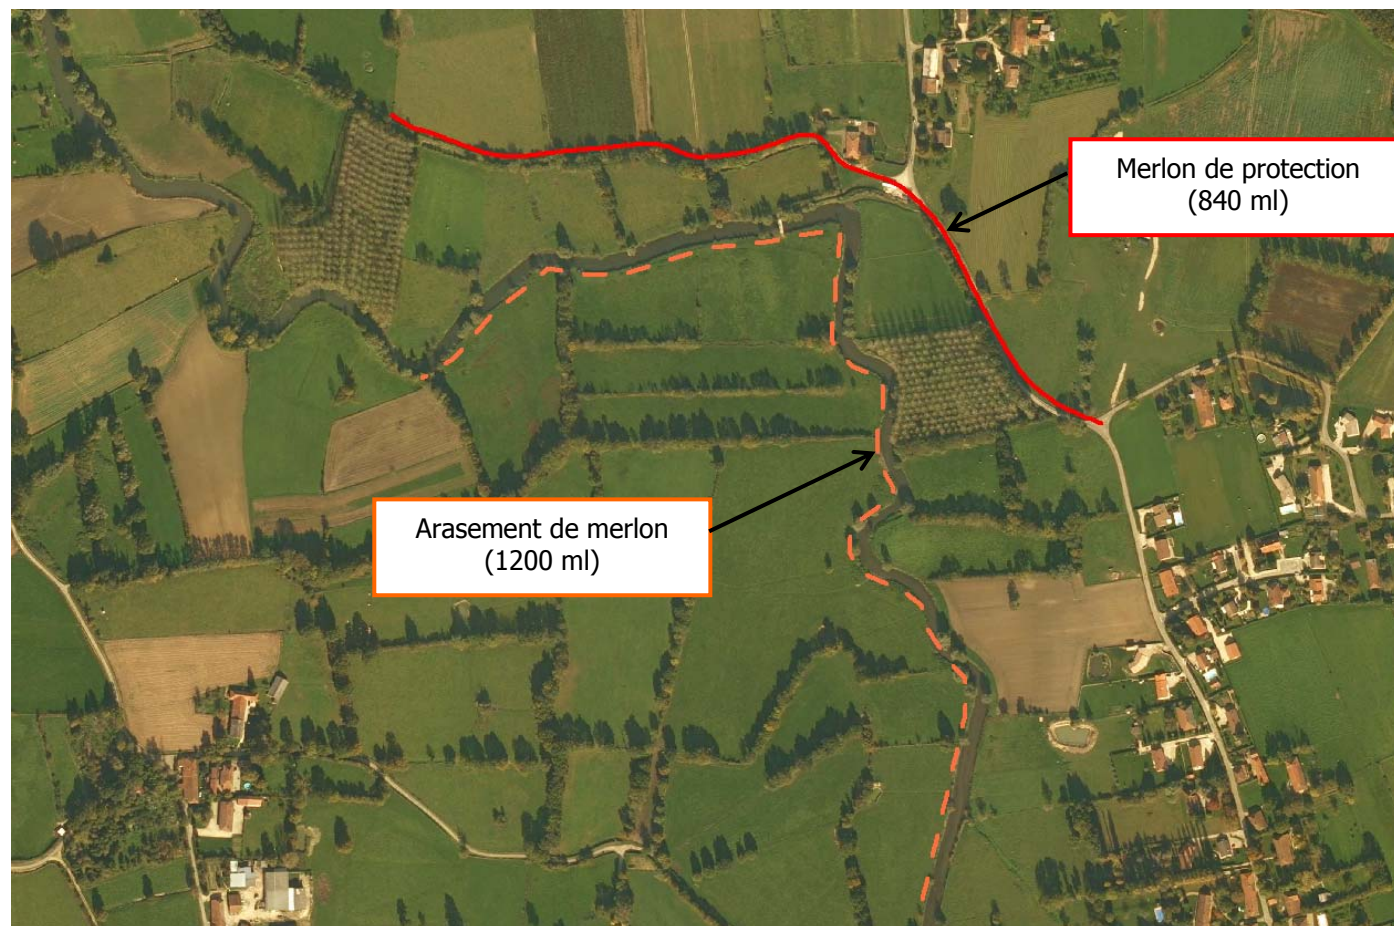 Merlon de protection
(840 ml)
Arasement de merlon
(1200 ml)